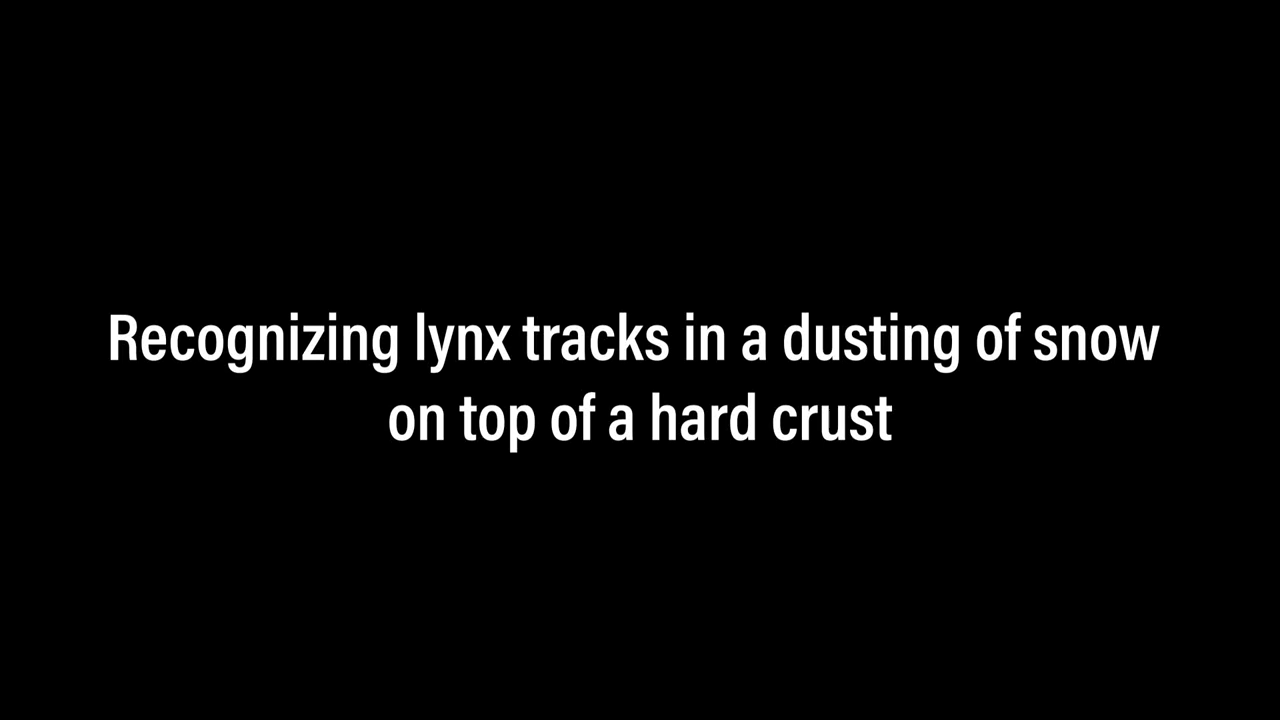 Recognizing lynx tracks in a dusting of snow
on top of a hard crust